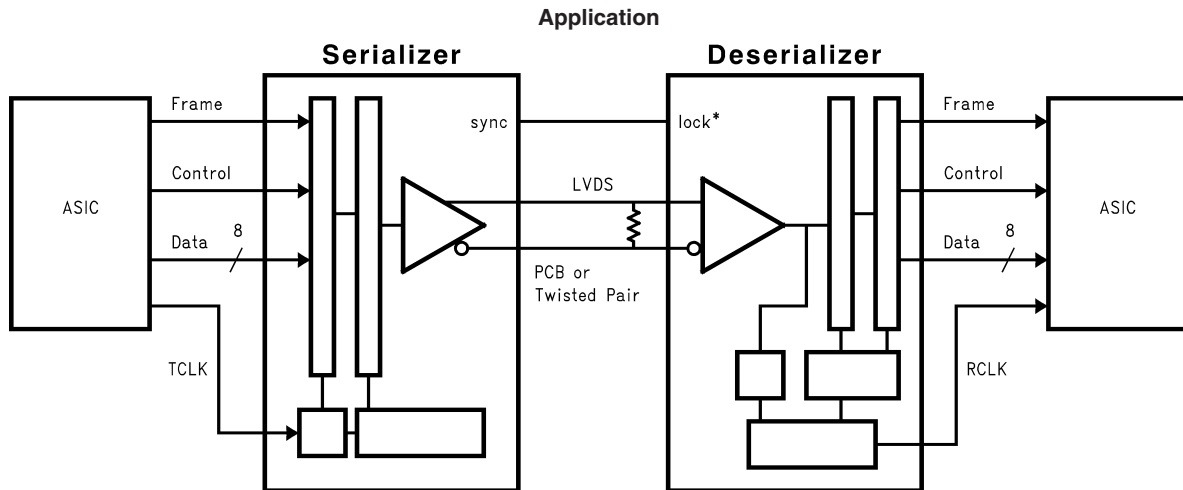 Application
Serializer
Deserializer
Frame
Control
Data
8
TCLK
ASIC
sync
lock*
LVDS
PCB or
Twisted Pair
Frame
Control
Data
8
RCLK
ASIC